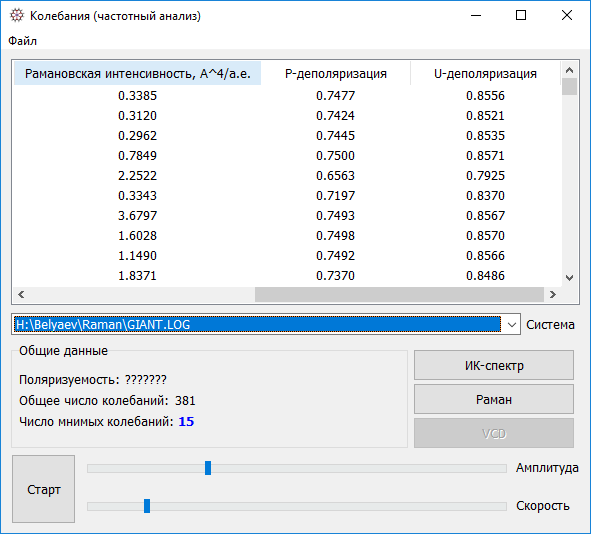 Колебания (частотный анализ)
Файл
Рамановская интенсивность, A^4/а.е. P-деполяризация U-деполяризация
0.3385 0.7477 0.8556
0.3120 0.7424 0.8521
0.2962 0.7445 0.8535
0.7849 0.7500 0.8571
2.2522 0.6563 0.7925
0.3343 0.7197 0.8370
3.6797 0.7493 0.8567
1.6028 0.7498 0.8570
1.1490 0.7492 0.8566
1.8371 0.7370 0.8486
H:\Belyaev\Raman\GIANT.LOG Система
Общие данные
Поляризуемость: ???????
Общее число колебаний: 381
Число мнимых колебаний: 15
ИК-спектр
Раман
VCD
Старт
Амплитуда
Скорость